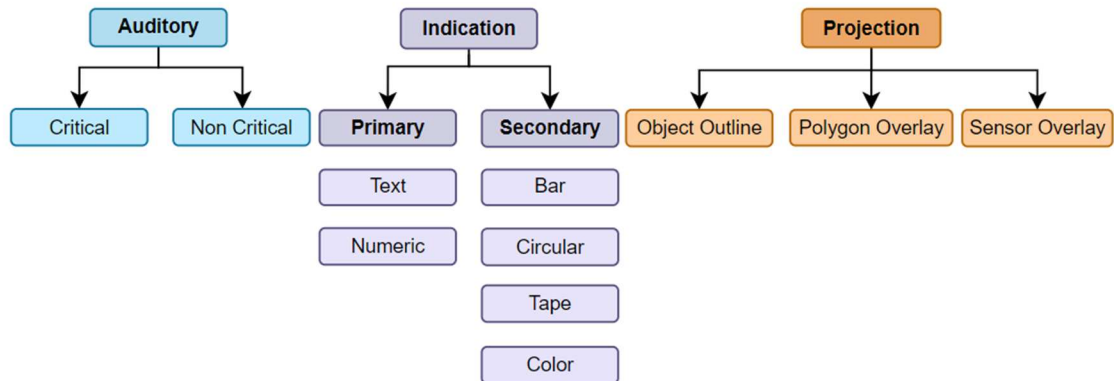 Auditory
Indication
Projection
Critical
Non Critical
Primary
Secondary
Object Outline
Polygon Overlay
Sensor Overlay
Text
Bar
Numeric
Circular
Tape
Color